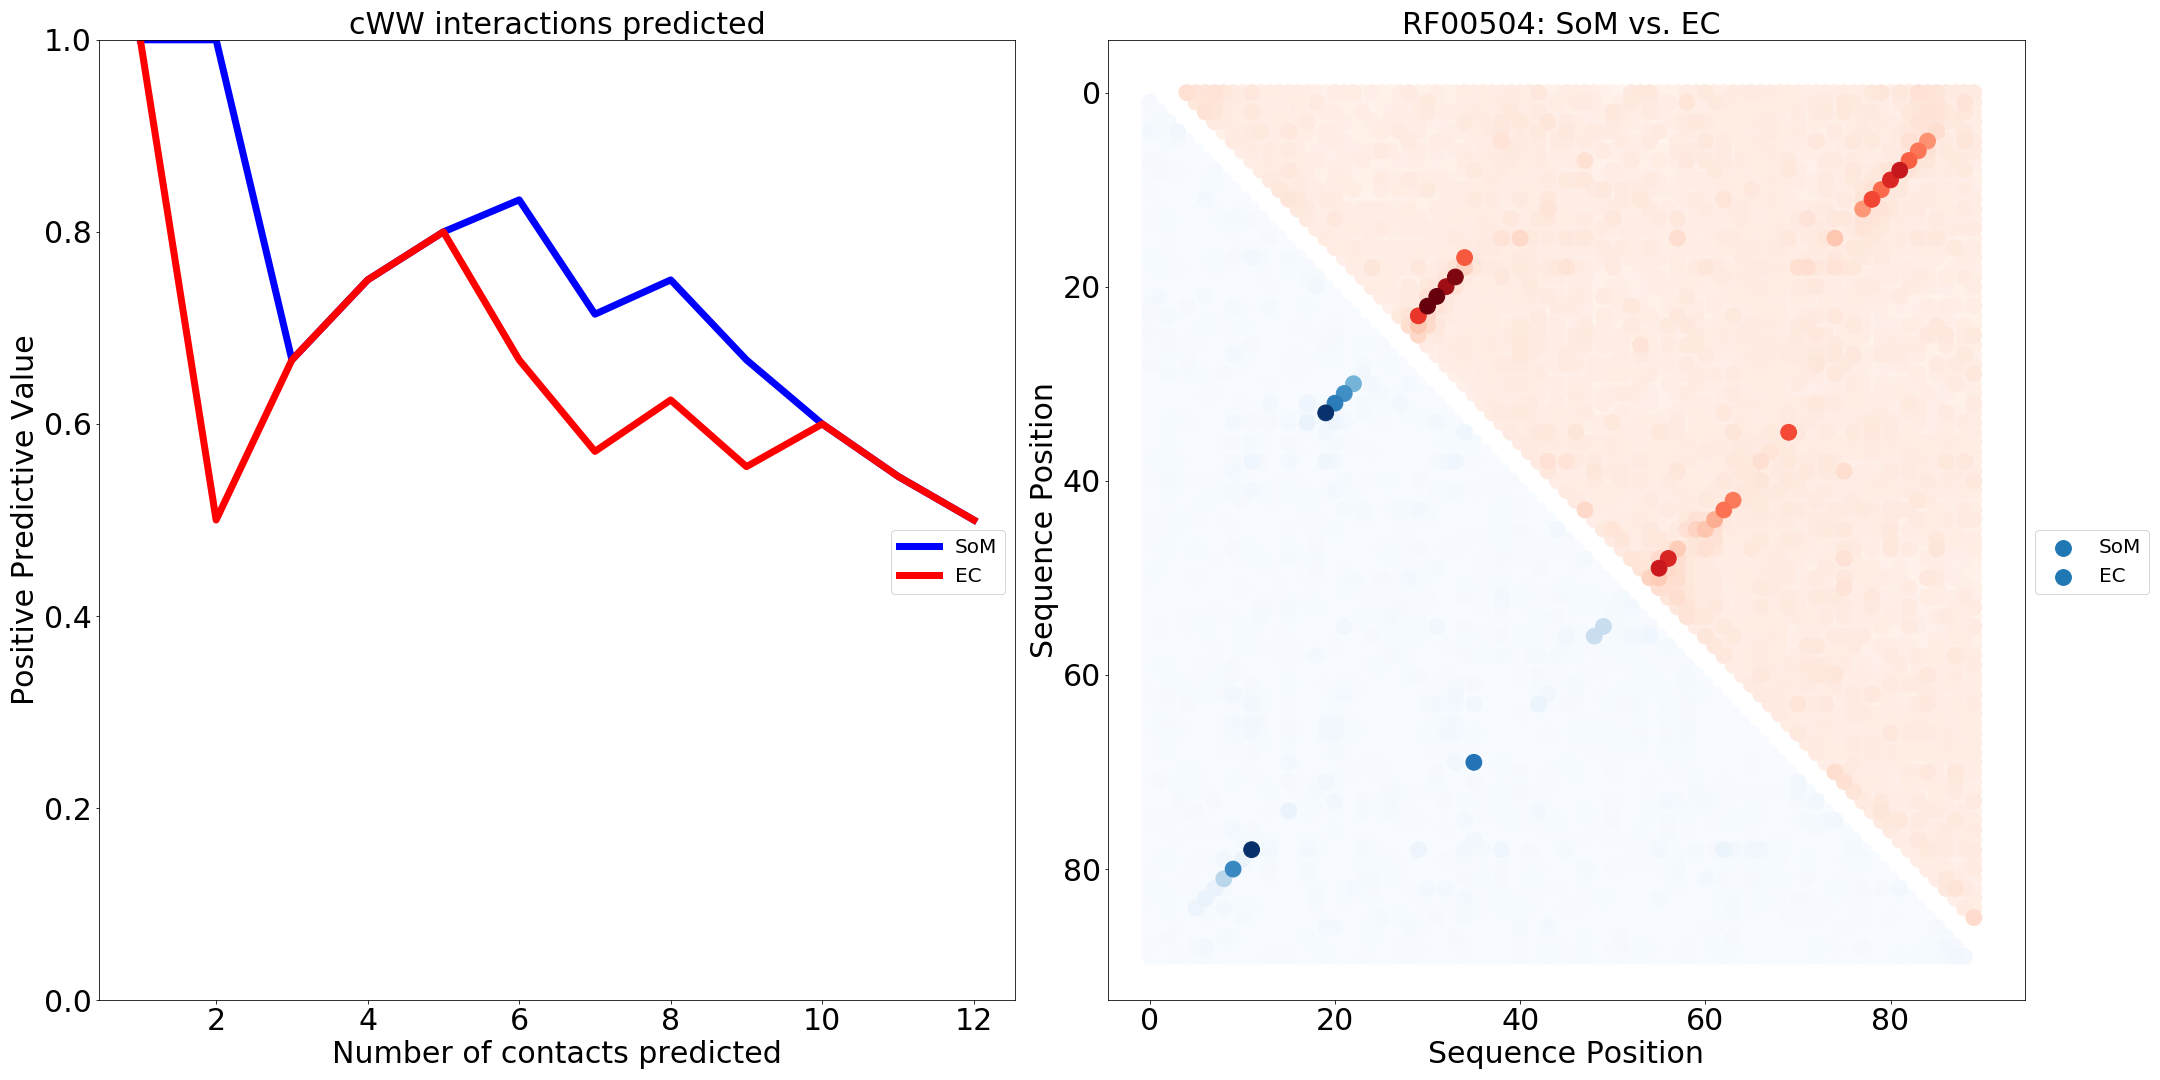 cWW interactions predicted
Positive Predictive Value
1.0
0.8
0.6
0.4
0.2
0.0
2 4 6 8 10 12
Number of contacts predicted
SoM
EC
RF00504: SoM vs. EC
Sequence Position
0
20
40
60
80
0 20 40 60 80
Sequence Position
SoM
EC